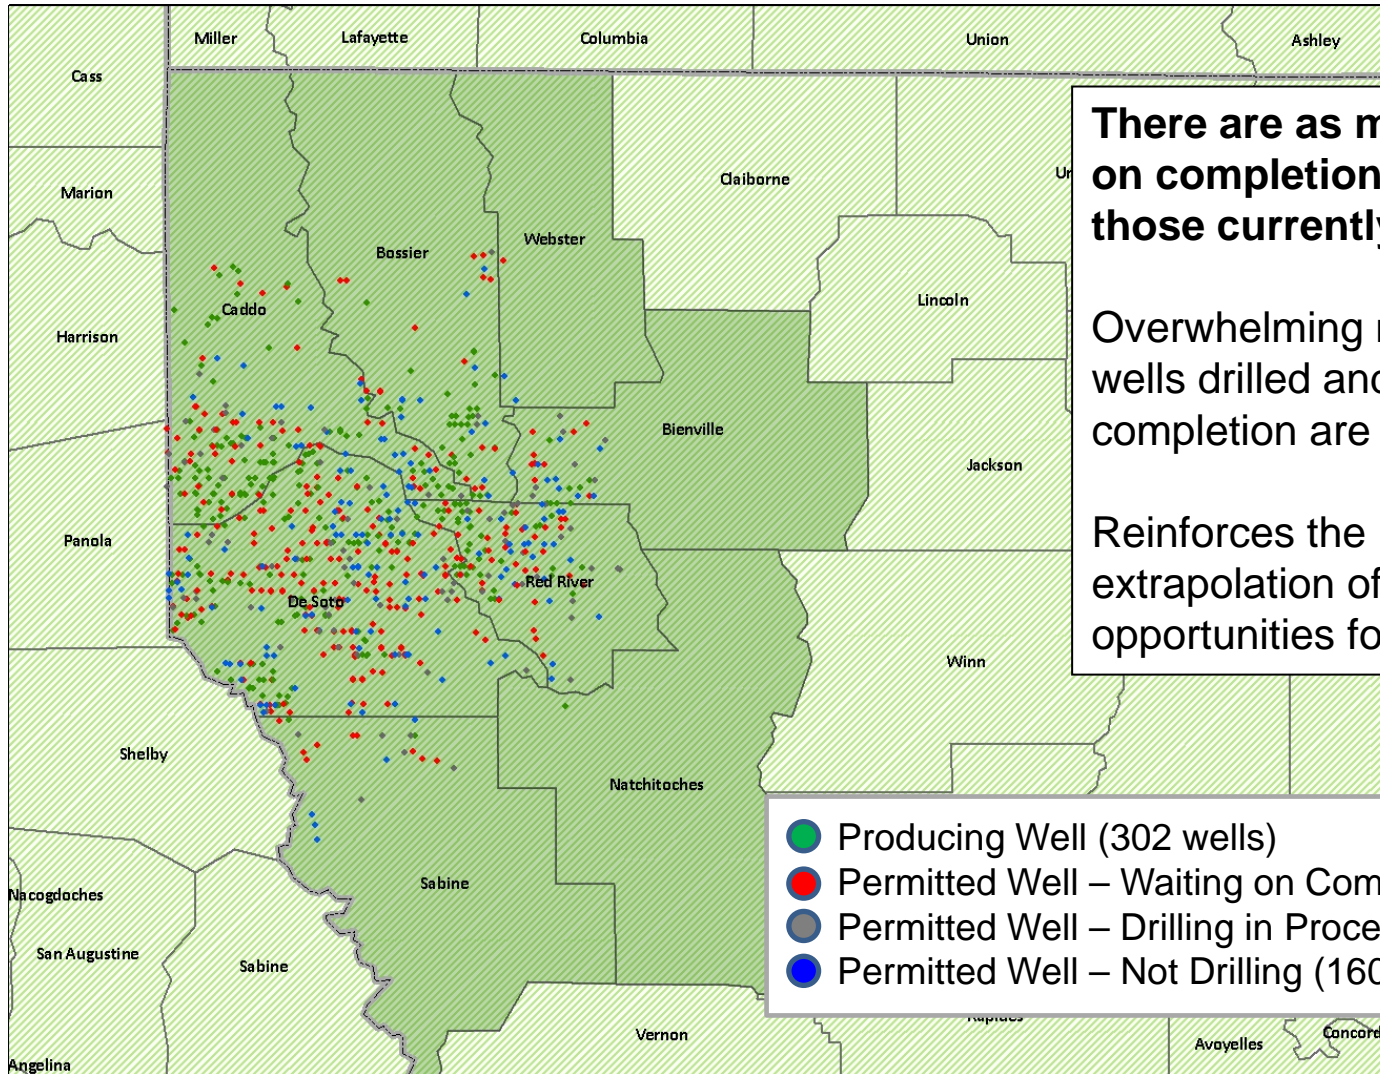 Miller
Lafayette
Columbia
Union
Ashley
Cass
Marion
Claiborne
Bossier
Webster
Caddo
Lincoln
Harrison
Bienville
Jackson
Panola
Red River
De Soto
Winn
Shelby
Natchitoches
Sabine
Nacogdoches
San Augustine
Sabine
Vernon
Rapides
Avoyelles
Concord
Angelina
There are as m
on completion
those currently
Overwhelming
wells drilled and
completion are
Reinforces the
extrapolation of
opportunities fo
Producing Well (302 wells)
Permitted Well – Waiting on Com
Permitted Well – Drilling in Proce
Permitted Well – Not Drilling (160